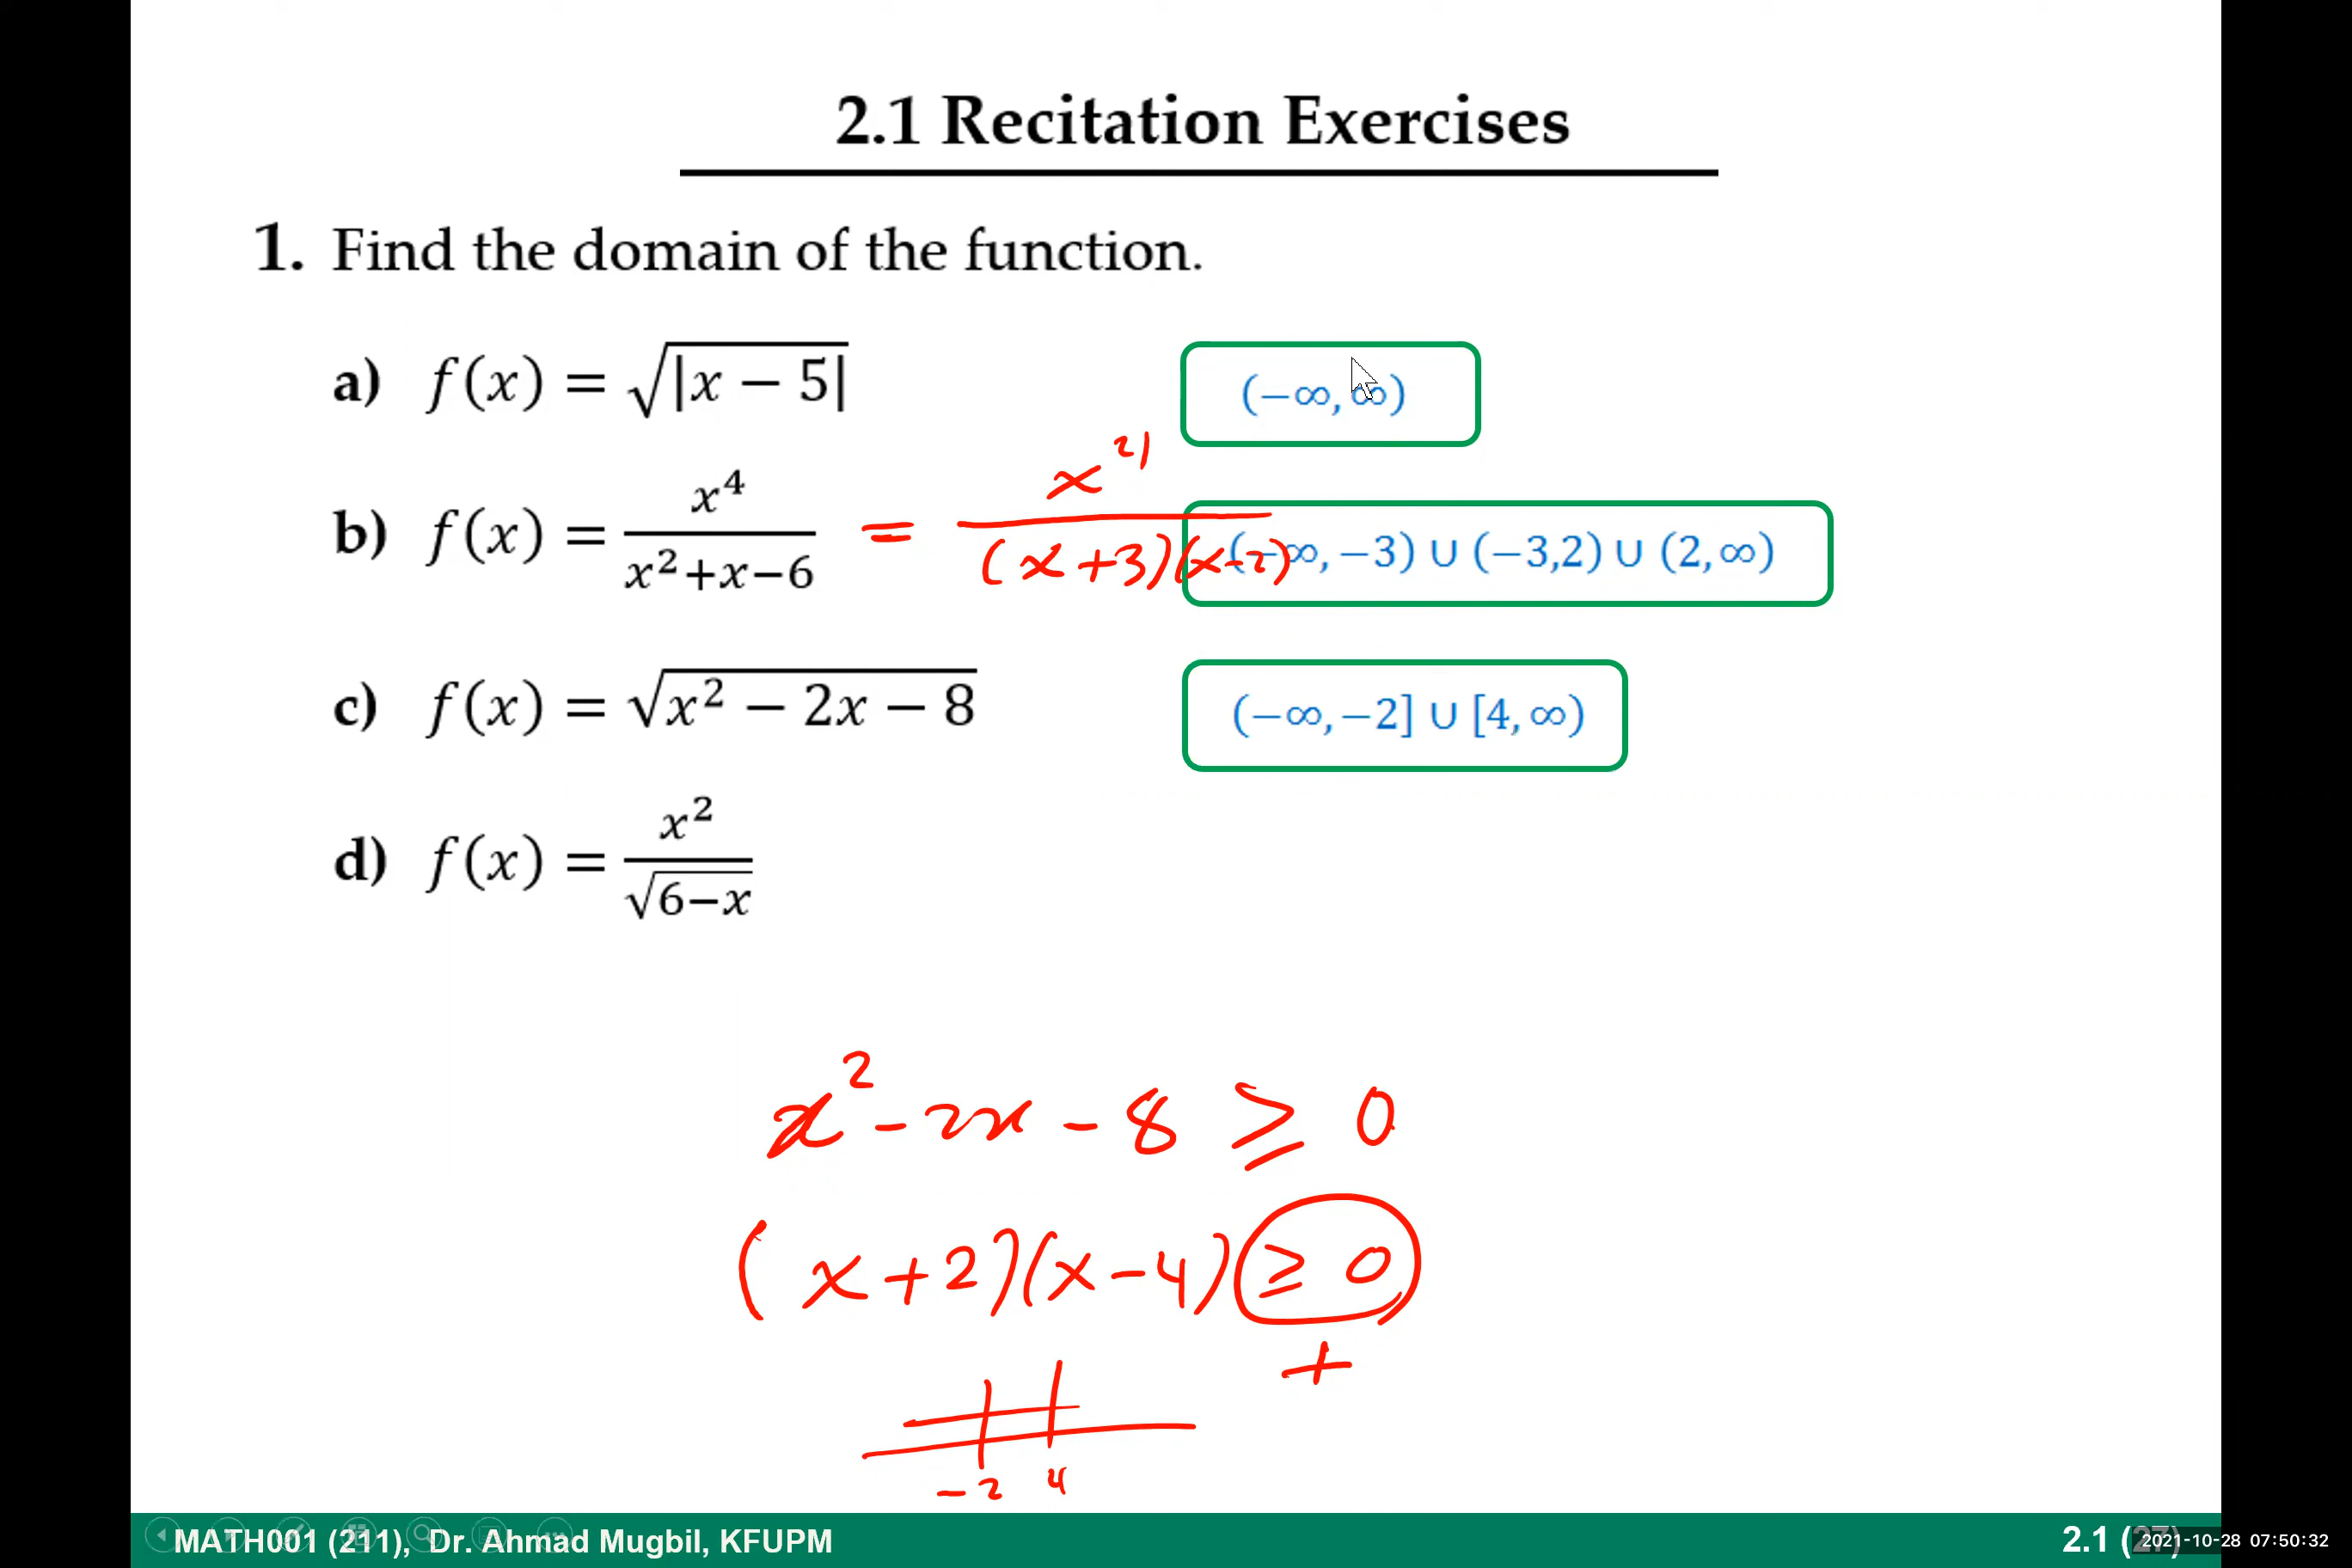 2.1 Recitation Exercises
1. Find the domain of the function.
a) f(x) = √|x − 5|
(−∞, ∞)
b) f(x) = x⁴/(x²+x−6) = x⁴/((x+3)(x-2))
(−∞, −3) ∪ (−3,2) ∪ (2, ∞)
c) f(x) = √(x² − 2x − 8)
(−∞, −2] ∪ [4, ∞)
d) f(x) = x²/√(6−x)
x² - 2x - 8 ≥ 0
(x+2)(x-4) ≥ 0
+
-2 4
MATH001 (211), Dr. Ahmad Mugbil, KFUPM
2.1 (27)
2021-10-28 07:50:32